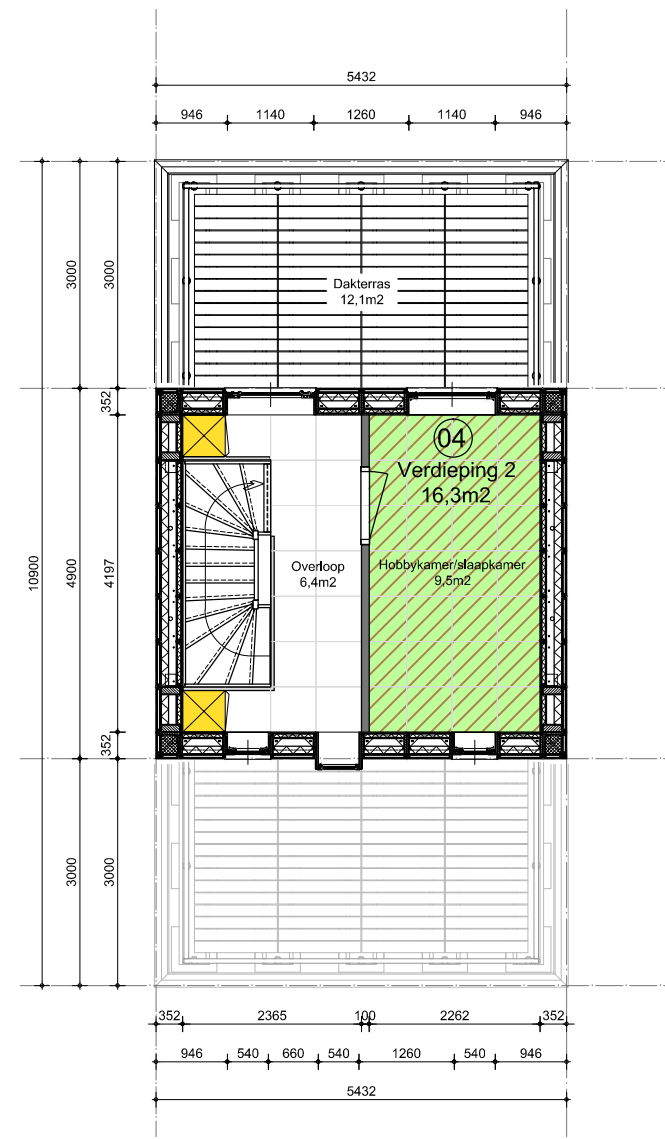 5432
946 1140 1260 1140 946
3000
3000
Dakterras
12,1m2
352
04
Verdieping 2
16,3m2
10900
4900
4197
Overloop
6,4m2
Hobbykamer/slaapkamer
9,5m2
352
3000
3000
352 2365 100 2262 352
946 540 660 540 1260 540 946
5432